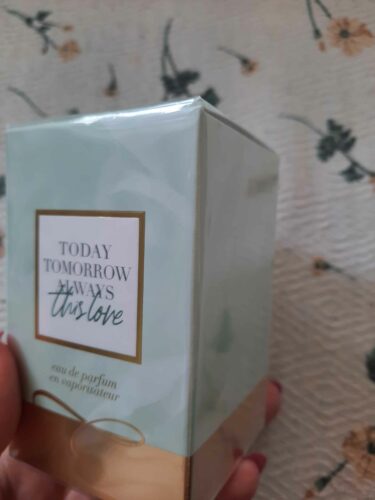 TODAY
TOMORROW
ALWAYS
this love
eau de parfum
en vaporisateur